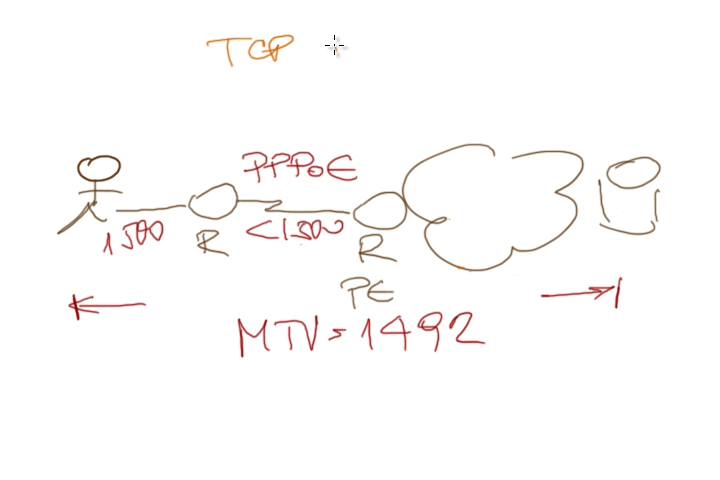 TCP
PPPoE
1500
<1500
R
R
PE
MTU=1492